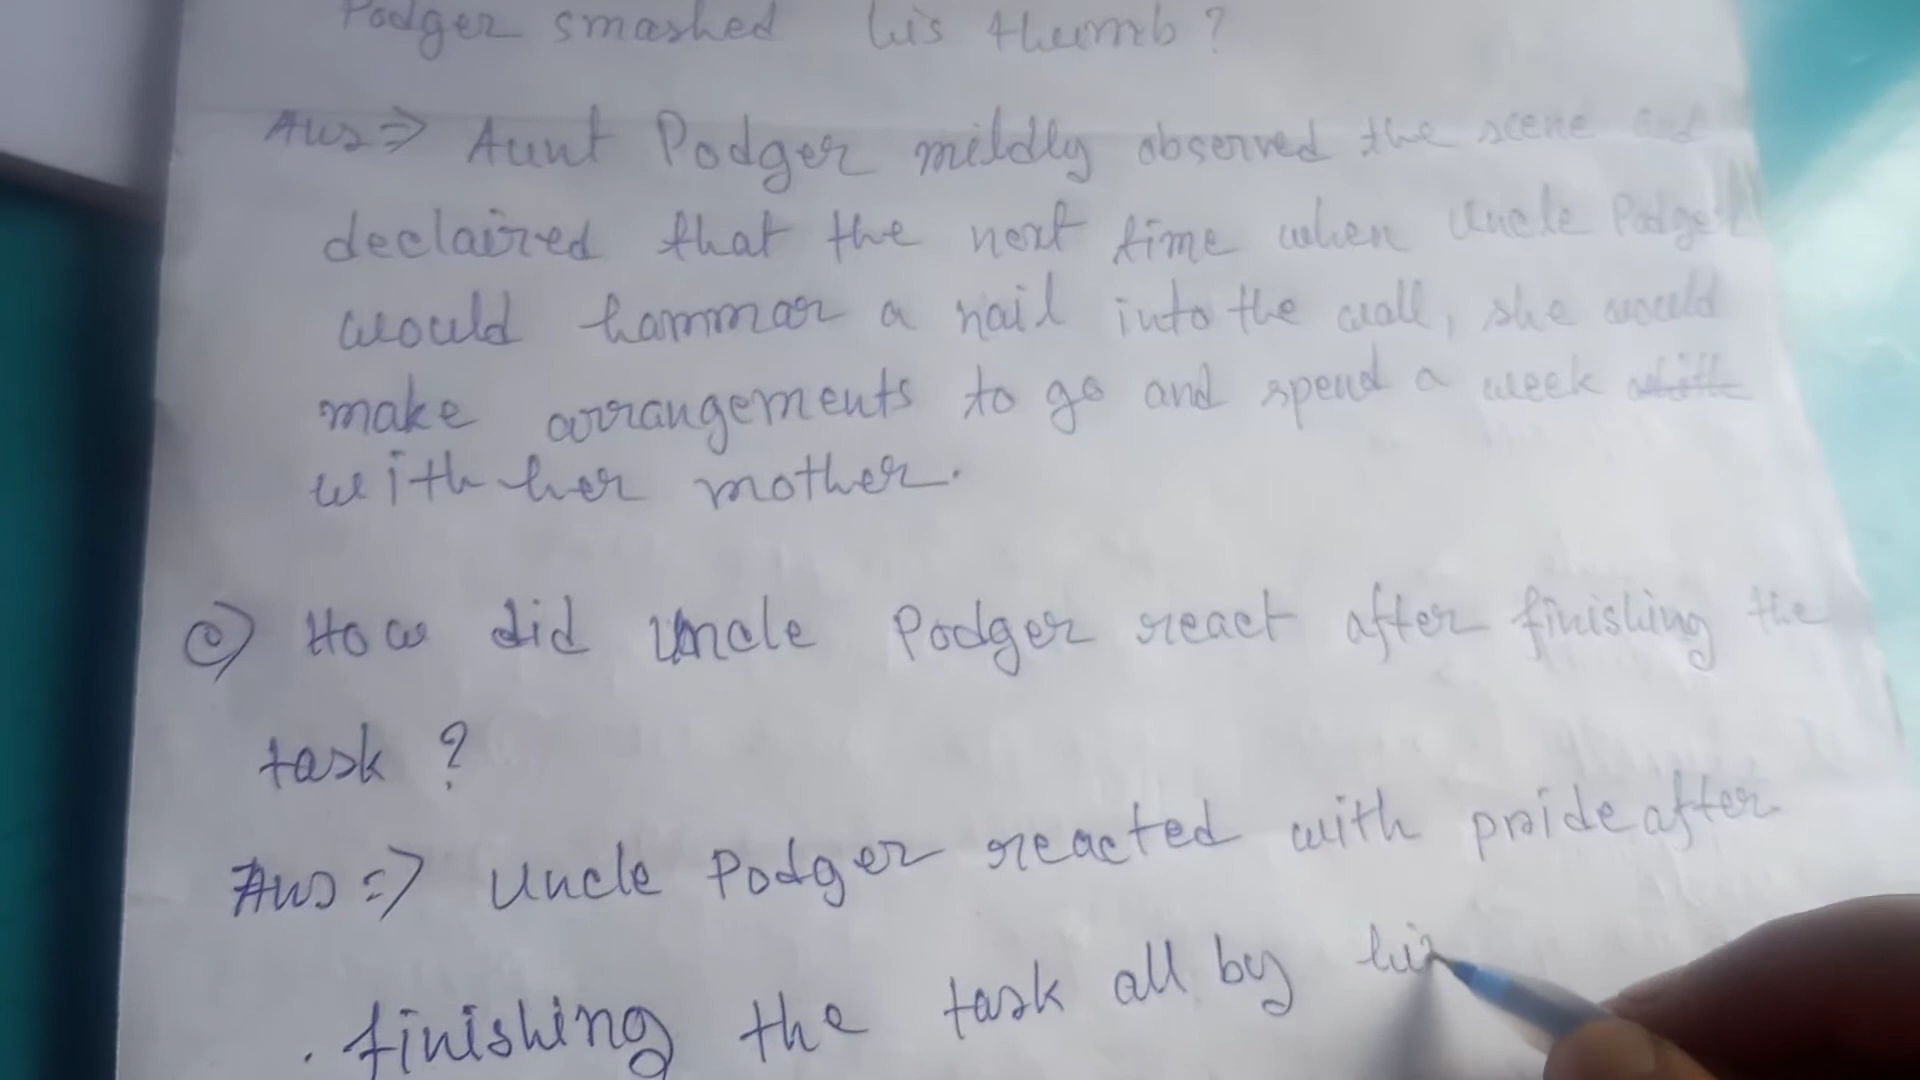 Podger smashed his thumb?
Ans=> Aunt Podger mildly observed the scene and
declaired that the next time when Uncle Podger
would hammar a nail into the wall, she would
make arrangements to go and spend a week
with her mother.
c) How did Uncle Podger react after finishing the
task ?
Ans=> Uncle Podger reacted with pride after
finishing the task all by hi